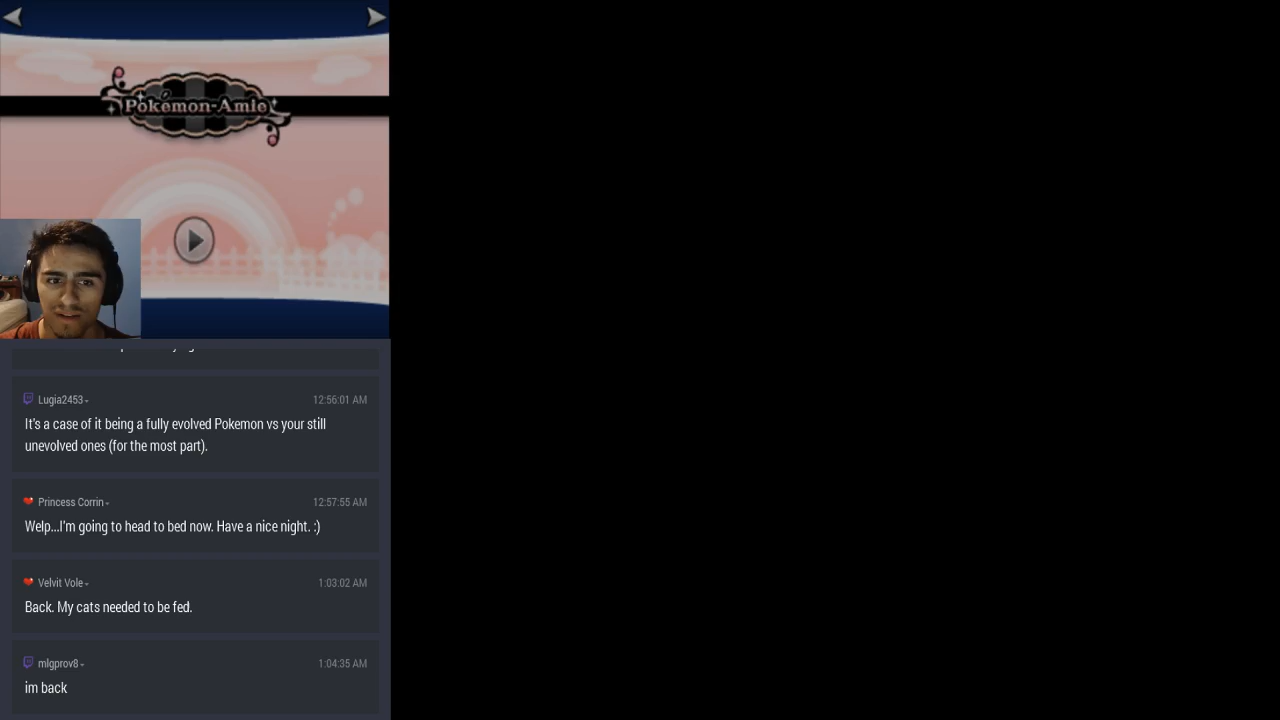 Pokémon-Amie
Lugia2453
12:56:01 AM
It's a case of it being a fully evolved Pokemon vs your still
unevolved ones (for the most part).
Princess Corrin
12:57:55 AM
Welp...I'm going to head to bed now. Have a nice night. :)
Velvit Vole
1:03:02 AM
Back. My cats needed to be fed.
mlgprov8
1:04:35 AM
im back